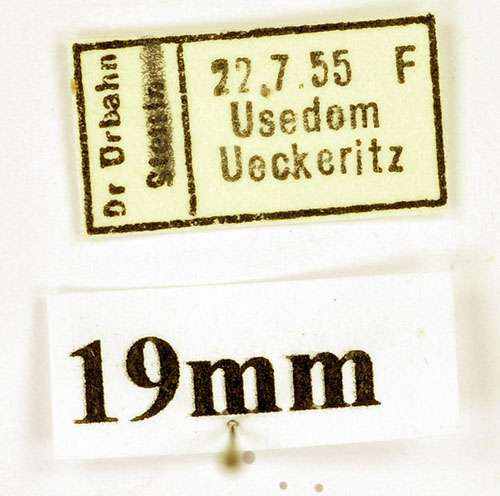 Dr Urbahn
22.7.55 F
Usedom
Ueckeritz
19mm